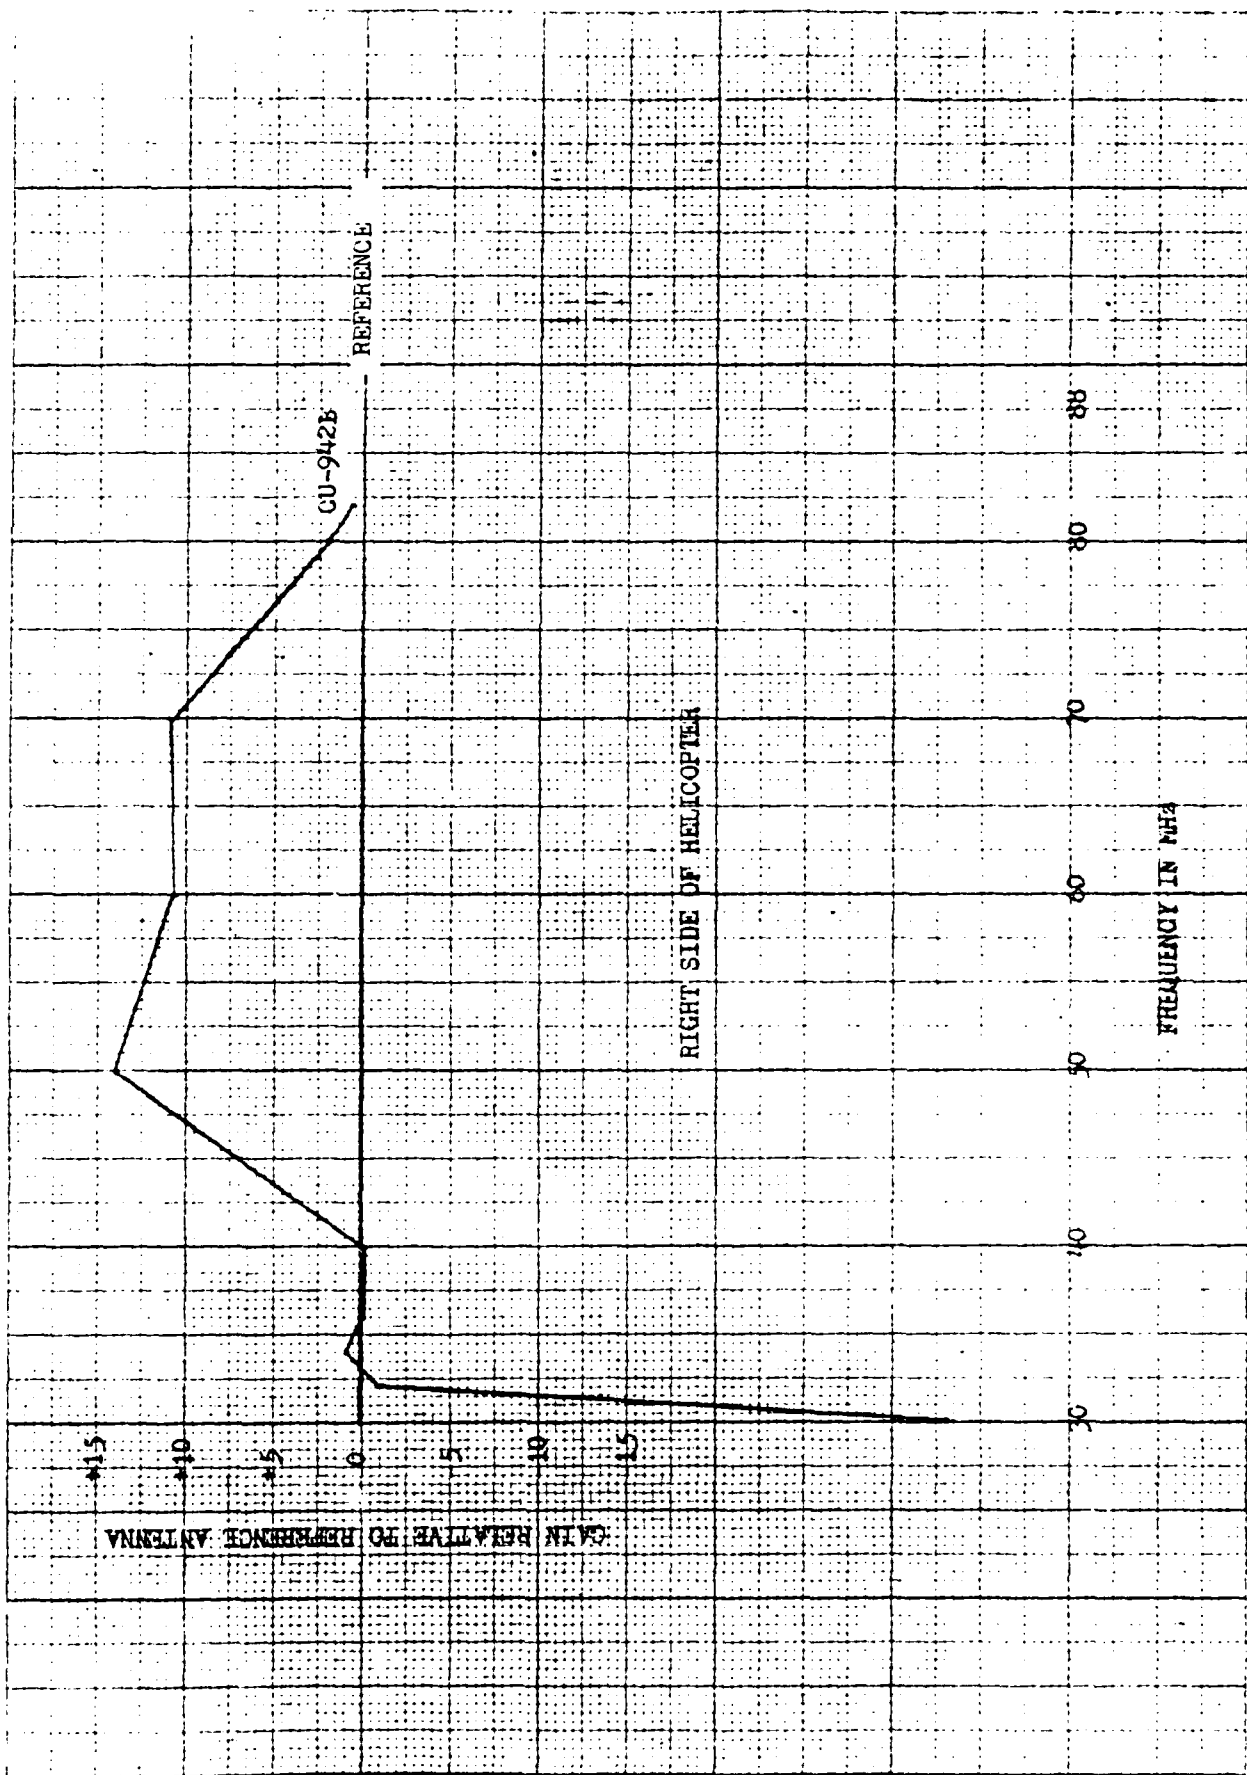 GAIN RELATIVE TO REFERENCE ANTENNA
+15
+10
+5
0
5
10
15
CU-942B
REFERENCE
RIGHT SIDE OF HELICOPTER
30
40
50
60
70
80
88
FREQUENCY IN MHz